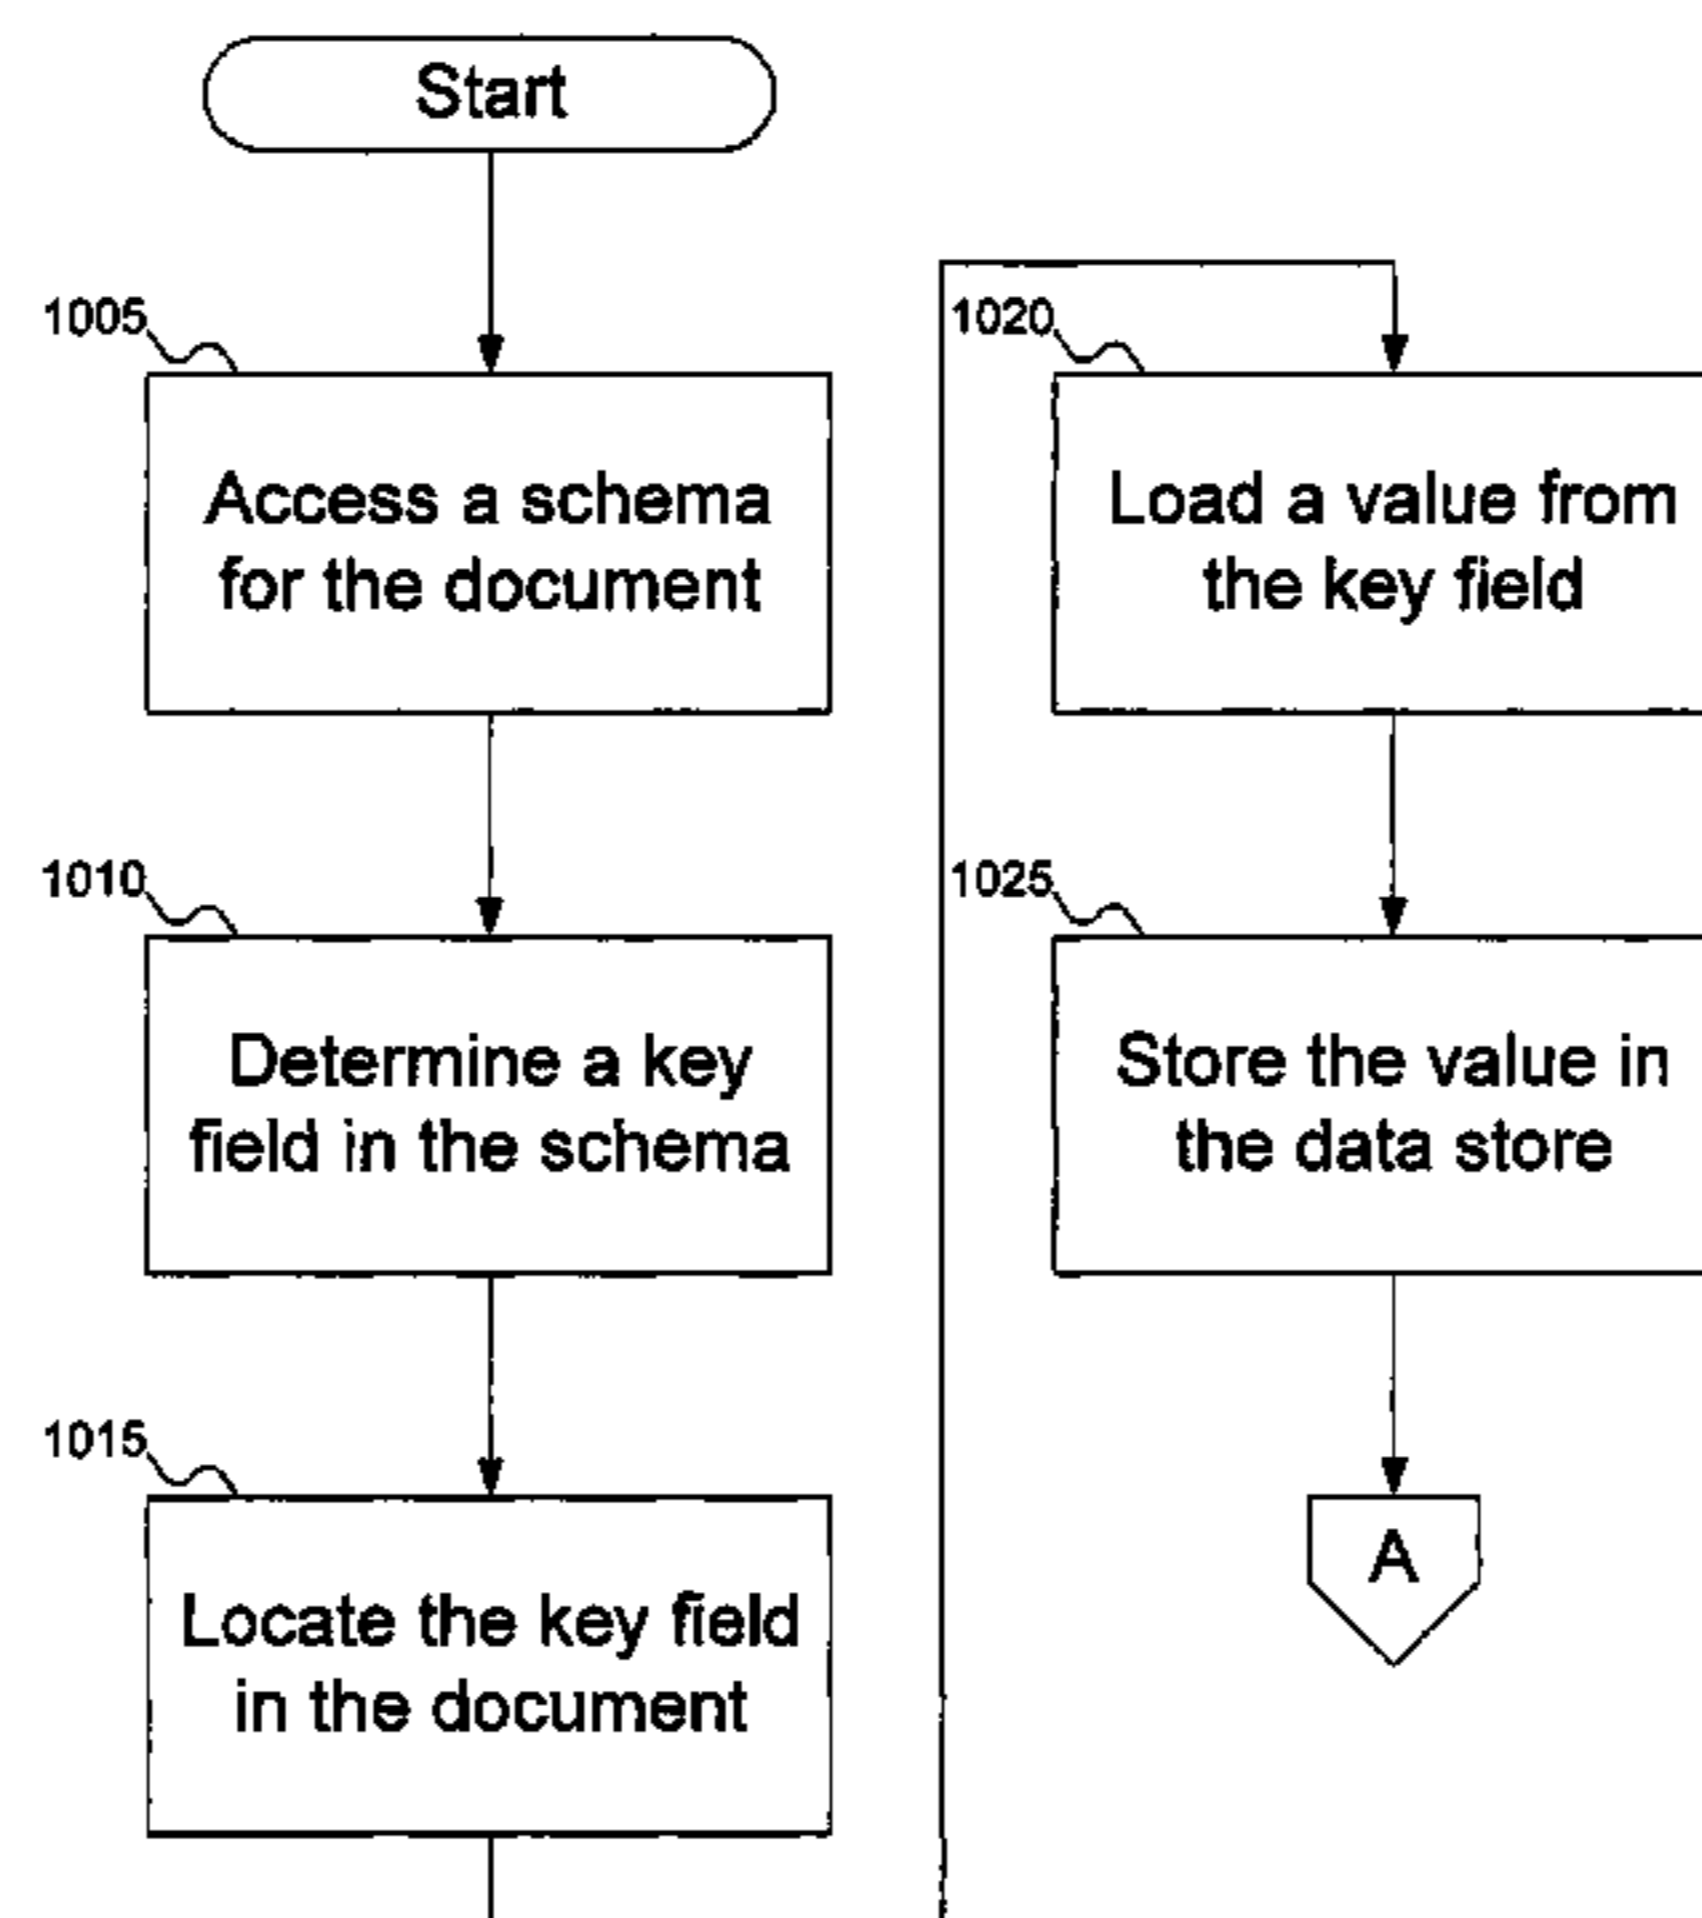 Start
1005
Access a schema
for the document
1010
Determine a key
field in the schema
1015
Locate the key field
in the document
1020
Load a value from
the key field
1025
Store the value in
the data store
A